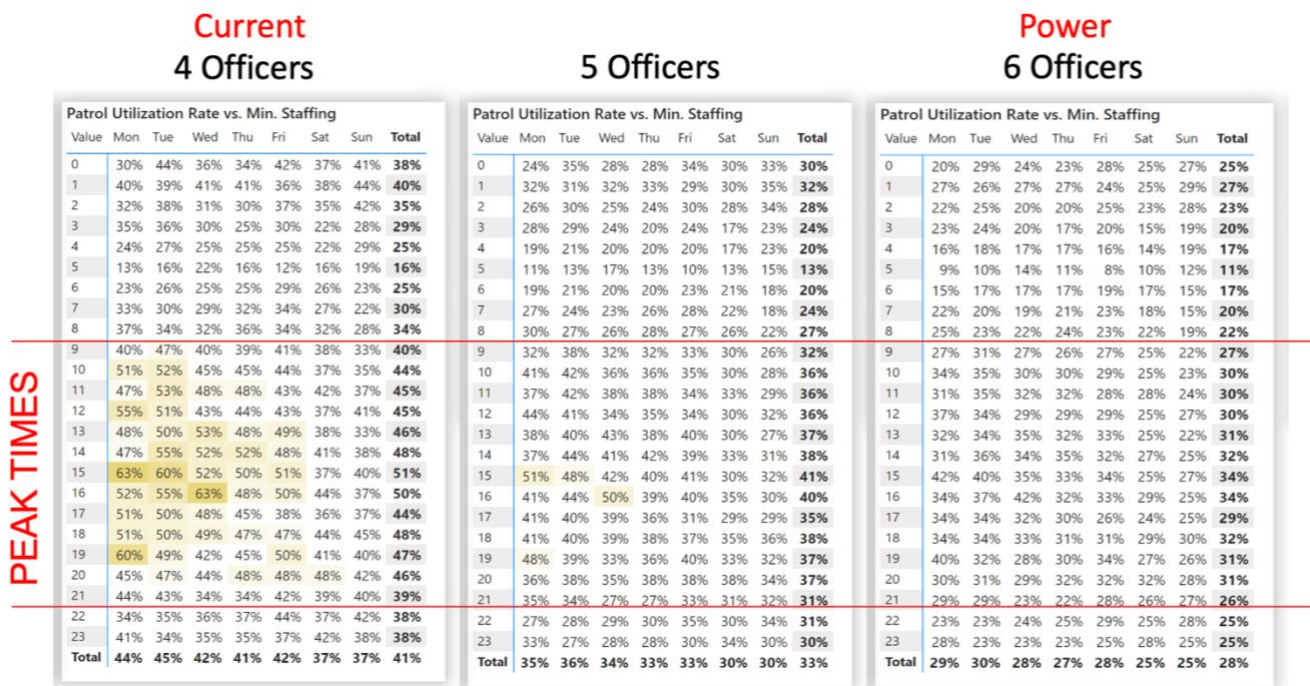 Current
4 Officers
Patrol Utilization Rate vs. Min. Staffing
Value Mon Tue Wed Thu Fri Sat Sun Total
0 30% 44% 36% 34% 42% 37% 41% 38%
1 40% 39% 41% 41% 36% 38% 44% 40%
2 32% 38% 31% 30% 37% 35% 42% 35%
3 35% 36% 30% 25% 30% 22% 28% 29%
4 24% 27% 25% 25% 25% 22% 29% 25%
5 13% 16% 22% 16% 12% 16% 19% 16%
6 23% 26% 25% 25% 29% 26% 23% 25%
7 33% 30% 29% 32% 34% 27% 22% 30%
8 37% 34% 32% 36% 34% 32% 28% 34%
9 40% 47% 40% 39% 41% 38% 33% 40%
10 51% 52% 45% 45% 44% 37% 35% 44%
11 47% 53% 48% 48% 43% 42% 37% 45%
12 55% 51% 43% 44% 43% 37% 41% 45%
13 48% 50% 53% 48% 49% 38% 33% 46%
14 47% 55% 52% 52% 48% 41% 38% 48%
15 63% 60% 52% 50% 51% 37% 40% 51%
16 52% 55% 63% 48% 50% 44% 37% 50%
17 51% 50% 48% 45% 38% 36% 37% 44%
18 51% 50% 49% 47% 47% 44% 45% 48%
19 60% 49% 42% 45% 50% 41% 40% 47%
20 45% 47% 44% 48% 48% 48% 42% 46%
21 44% 43% 34% 34% 42% 39% 40% 39%
22 34% 35% 36% 37% 44% 37% 42% 38%
23 41% 34% 35% 35% 37% 42% 38% 38%
Total 44% 45% 42% 41% 42% 37% 37% 41%
5 Officers
Patrol Utilization Rate vs. Min. Staffing
Value Mon Tue Wed Thu Fri Sat Sun Total
0 24% 35% 28% 28% 34% 30% 33% 30%
1 32% 31% 32% 33% 29% 30% 35% 32%
2 26% 30% 25% 24% 30% 28% 34% 28%
3 28% 29% 24% 20% 24% 17% 23% 24%
4 19% 21% 20% 20% 20% 17% 23% 20%
5 11% 13% 17% 13% 10% 13% 15% 13%
6 19% 21% 20% 20% 23% 21% 18% 20%
7 27% 24% 23% 26% 28% 22% 18% 24%
8 30% 27% 26% 28% 27% 26% 22% 27%
9 32% 38% 32% 32% 33% 30% 26% 32%
10 41% 42% 36% 36% 35% 30% 28% 36%
11 37% 42% 38% 38% 34% 33% 29% 36%
12 44% 41% 34% 35% 34% 30% 32% 36%
13 38% 40% 43% 38% 40% 30% 27% 37%
14 37% 44% 41% 42% 39% 33% 31% 38%
15 51% 48% 42% 40% 41% 30% 32% 41%
16 41% 44% 50% 39% 40% 35% 30% 40%
17 41% 40% 39% 36% 31% 29% 29% 35%
18 41% 40% 39% 38% 37% 35% 36% 38%
19 48% 39% 33% 36% 40% 33% 32% 37%
20 36% 38% 35% 38% 38% 38% 34% 37%
21 35% 34% 27% 27% 33% 31% 32% 31%
22 27% 28% 29% 30% 35% 30% 34% 31%
23 33% 27% 28% 28% 30% 34% 30% 30%
Total 35% 36% 34% 33% 33% 30% 30% 33%
Power
6 Officers
Patrol Utilization Rate vs. Min. Staffing
Value Mon Tue Wed Thu Fri Sat Sun Total
0 20% 29% 24% 23% 28% 25% 27% 25%
1 27% 26% 27% 27% 24% 25% 29% 27%
2 22% 25% 20% 20% 25% 23% 28% 23%
3 23% 24% 20% 17% 20% 15% 19% 20%
4 16% 18% 17% 17% 16% 14% 19% 17%
5 9% 10% 14% 11% 8% 10% 12% 11%
6 15% 17% 17% 17% 19% 17% 15% 17%
7 22% 20% 19% 21% 23% 18% 15% 20%
8 25% 23% 22% 24% 23% 22% 19% 22%
9 27% 31% 27% 26% 27% 25% 22% 27%
10 34% 35% 30% 30% 29% 25% 23% 30%
11 31% 35% 32% 32% 28% 28% 24% 30%
12 37% 34% 29% 29% 29% 25% 27% 30%
13 32% 34% 35% 32% 33% 25% 22% 31%
14 31% 36% 34% 35% 32% 27% 25% 32%
15 42% 40% 35% 33% 34% 25% 27% 34%
16 34% 37% 42% 32% 33% 29% 25% 34%
17 34% 34% 32% 30% 26% 24% 25% 29%
18 34% 34% 33% 31% 31% 29% 30% 32%
19 40% 32% 28% 30% 34% 27% 26% 31%
20 30% 31% 29% 32% 32% 32% 28% 31%
21 29% 29% 23% 22% 28% 26% 27% 26%
22 23% 23% 24% 25% 29% 25% 28% 25%
23 28% 23% 23% 23% 25% 28% 25% 25%
Total 29% 30% 28% 27% 28% 25% 25% 28%
PEAK TIMES